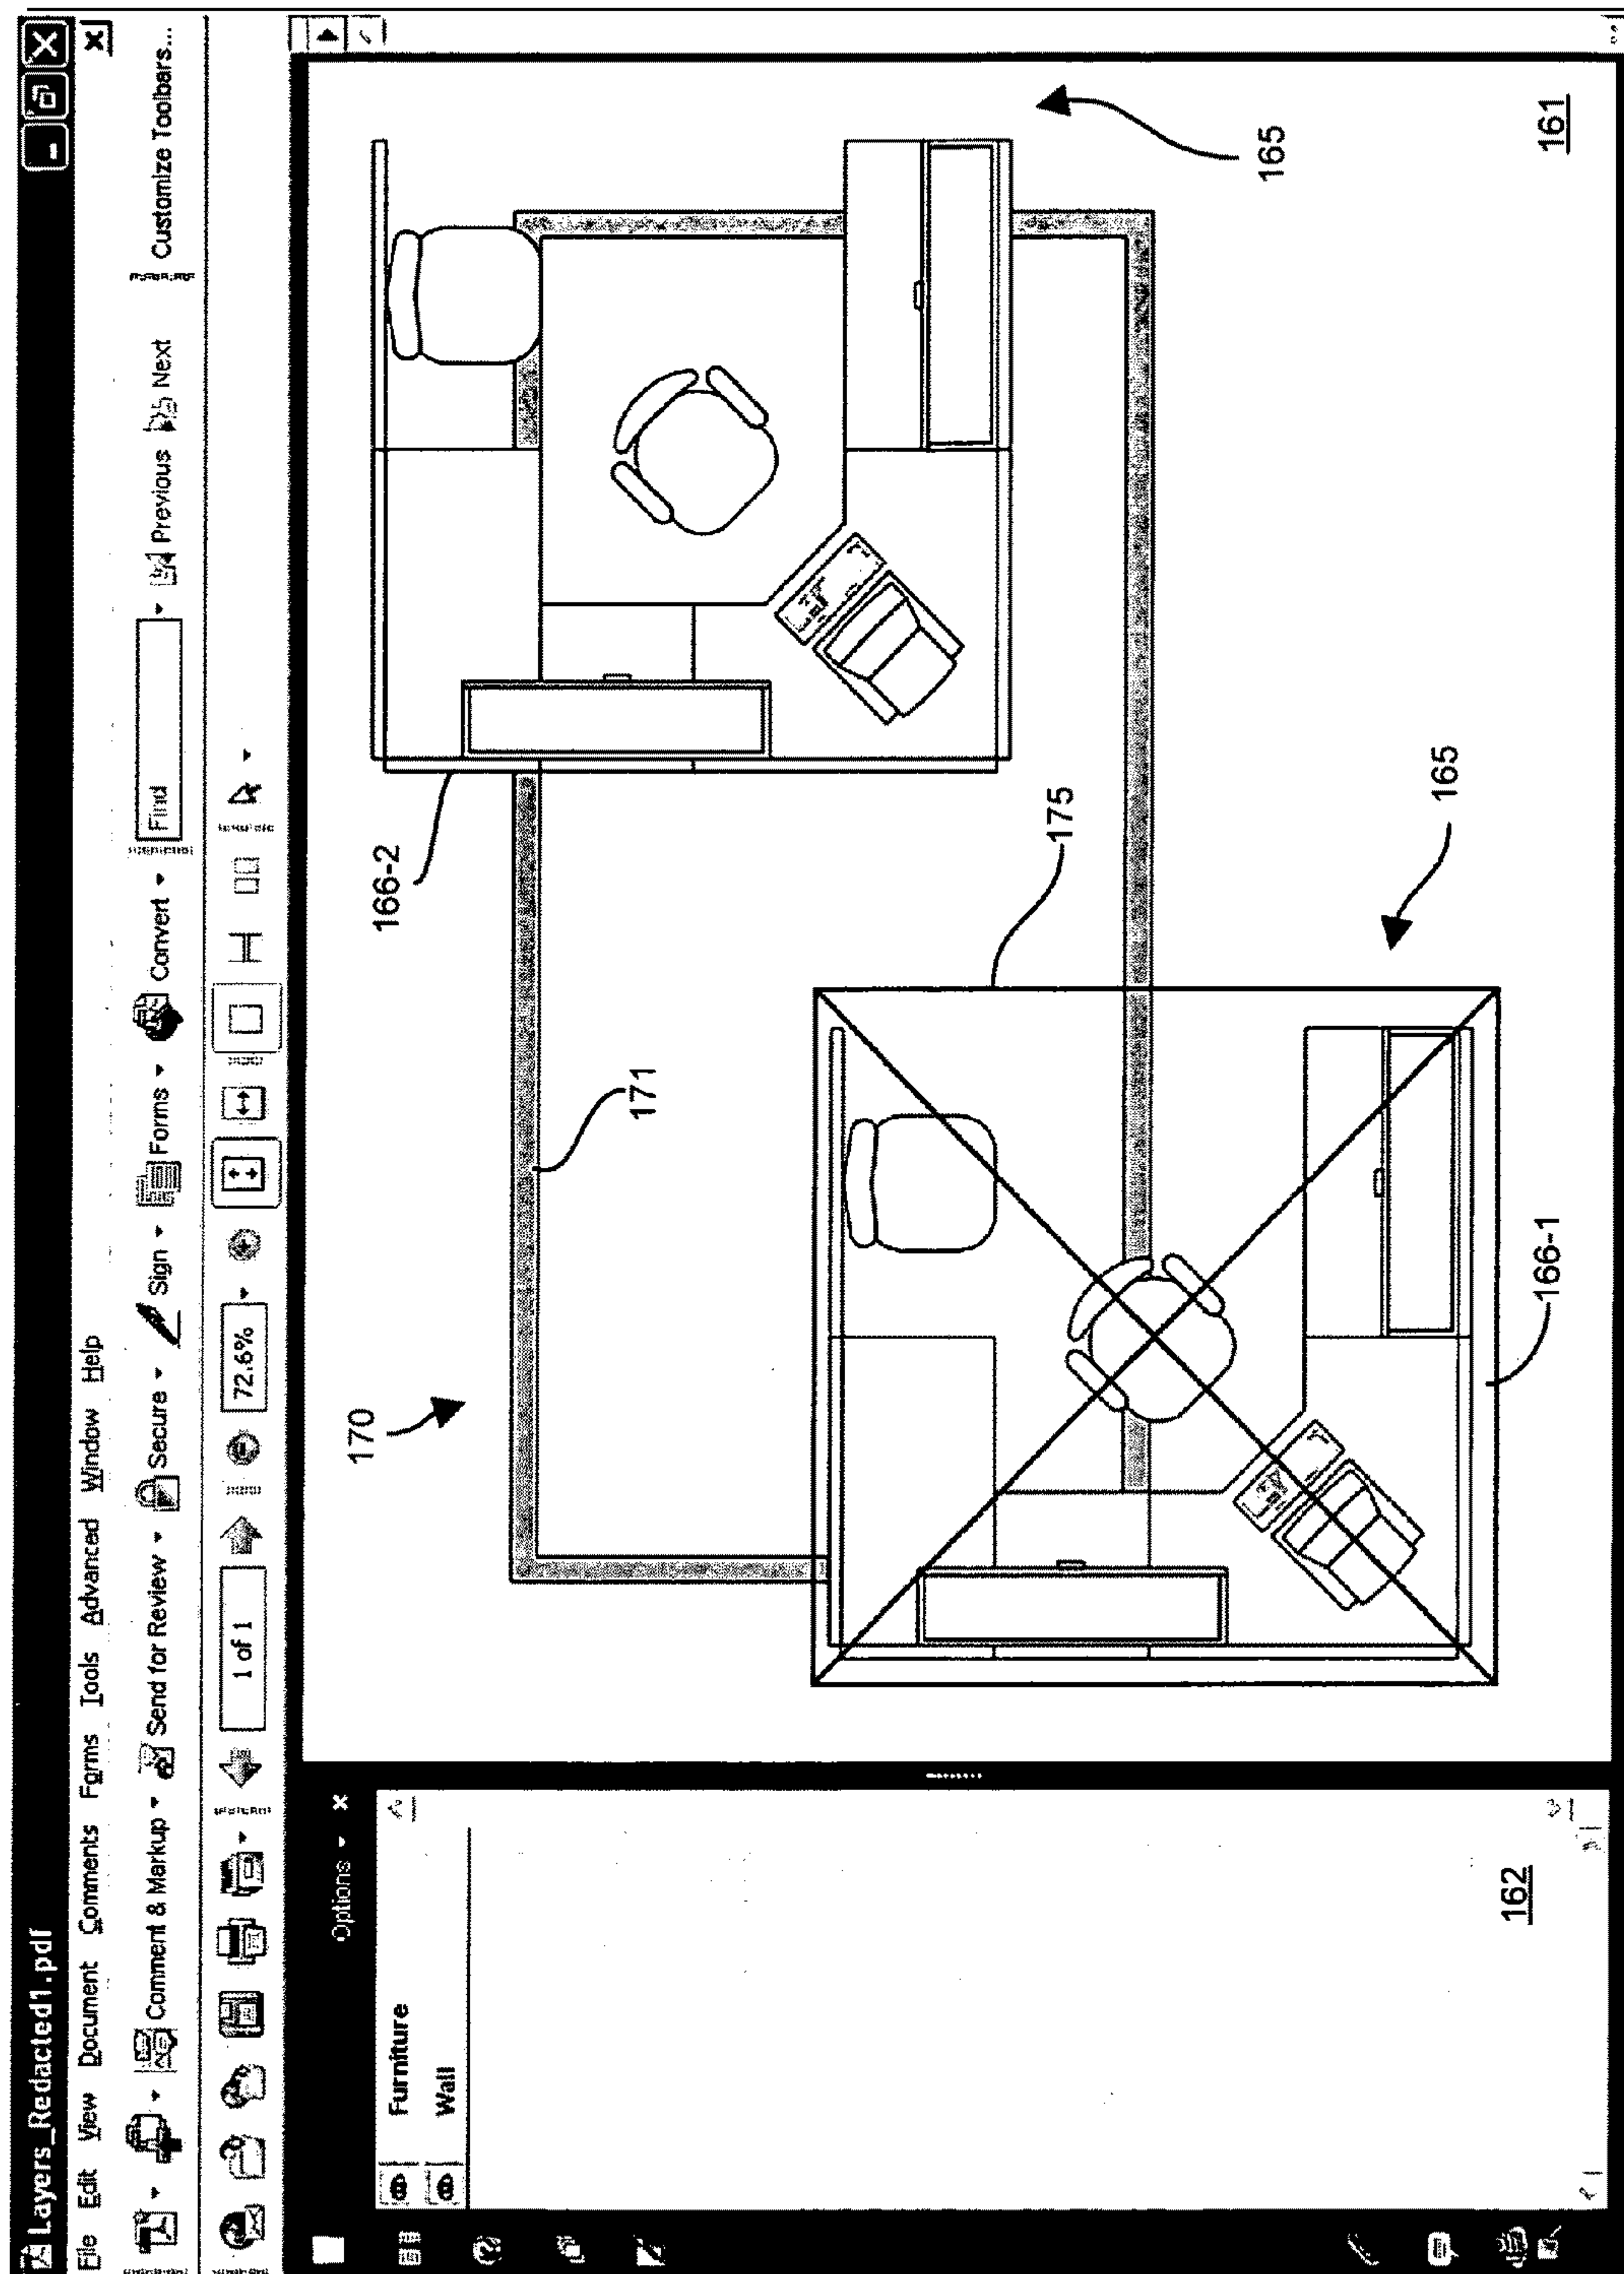 Layers_Redacted1.pdf
File Edit View Document Comments Forms Tools Advanced Window Help
Comment & Markup Send for Review Secure Sign Forms Convert Find Previous Next Customize Toolbars...
1 of 1 72.6%
Options
Furniture
Wall
162
170
171
166-2
175
165
165
166-1
161